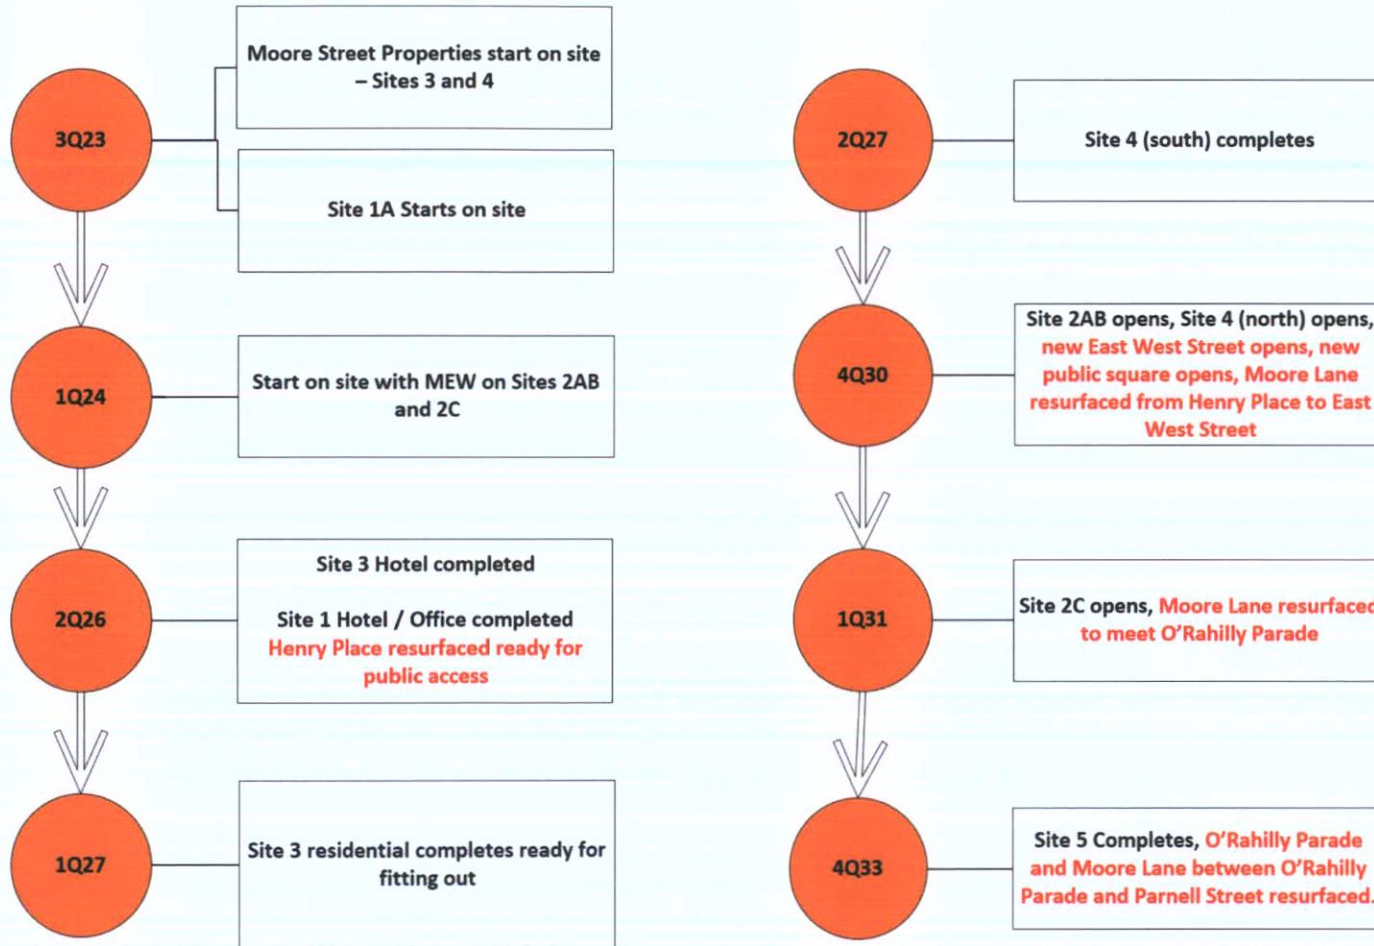 3Q23
Moore Street Properties start on site
– Sites 3 and 4
Site 1A Starts on site
1Q24
Start on site with MEW on Sites 2AB
and 2C
2Q26
Site 3 Hotel completed
Site 1 Hotel / Office completed
Henry Place resurfaced ready for
public access
1Q27
Site 3 residential completes ready for
fitting out
2Q27
Site 4 (south) completes
4Q30
Site 2AB opens, Site 4 (north) opens,
new East West Street opens, new
public square opens, Moore Lane
resurfaced from Henry Place to East
West Street
1Q31
Site 2C opens, Moore Lane resurfaced
to meet O'Rahilly Parade
4Q33
Site 5 Completes, O'Rahilly Parade
and Moore Lane between O'Rahilly
Parade and Parnell Street resurfaced.